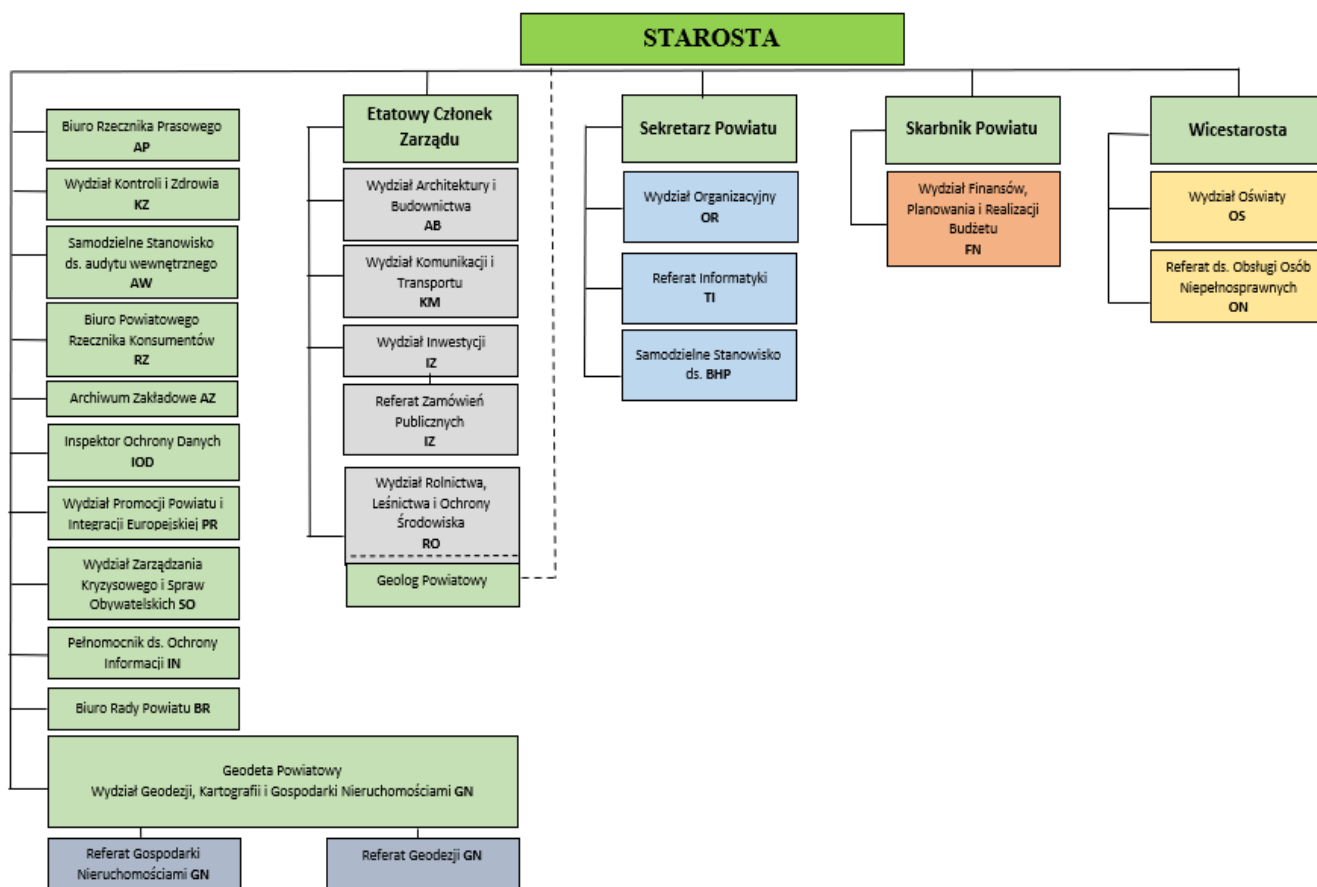 STAROSTA
Biuro Rzecznika Prasowego
AP
Wydział Kontroli i Zdrowia
KZ
Samodzielne Stanowisko
ds. audytu wewnętrznego
AW
Biuro Powiatowego
Rzecznika Konsumentów
RZ
Archiwum Zakładowe AZ
Inspektor Ochrony Danych
IOD
Wydział Promocji Powiatu i
Integracji Europejskiej PR
Wydział Zarządzania
Kryzysowego i Spraw
Obywatelskich SO
Pełnomocnik ds. Ochrony
Informacji IN
Biuro Rady Powiatu BR
Geodeta Powiatowy
Wydział Geodezji, Kartografii i Gospodarki Nieruchomościami GN
Referat Gospodarki
Nieruchomościami GN
Referat Geodezji GN
Etatowy Członek
Zarządu
Wydział Architektury i
Budownictwa
AB
Wydział Komunikacji i
Transportu
KM
Wydział Inwestycji
IZ
Referat Zamówień
Publicznych
IZ
Wydział Rolnictwa,
Leśnictwa i Ochrony
Środowiska
RO
Geolog Powiatowy
Sekretarz Powiatu
Wydział Organizacyjny
OR
Referat Informatyki
TI
Samodzielne Stanowisko
ds. BHP
Skarbnik Powiatu
Wydział Finansów,
Planowania i Realizacji
Budżetu
FN
Wicestarosta
Wydział Oświaty
OS
Referat ds. Obsługi Osób
Niepełnosprawnych
ON